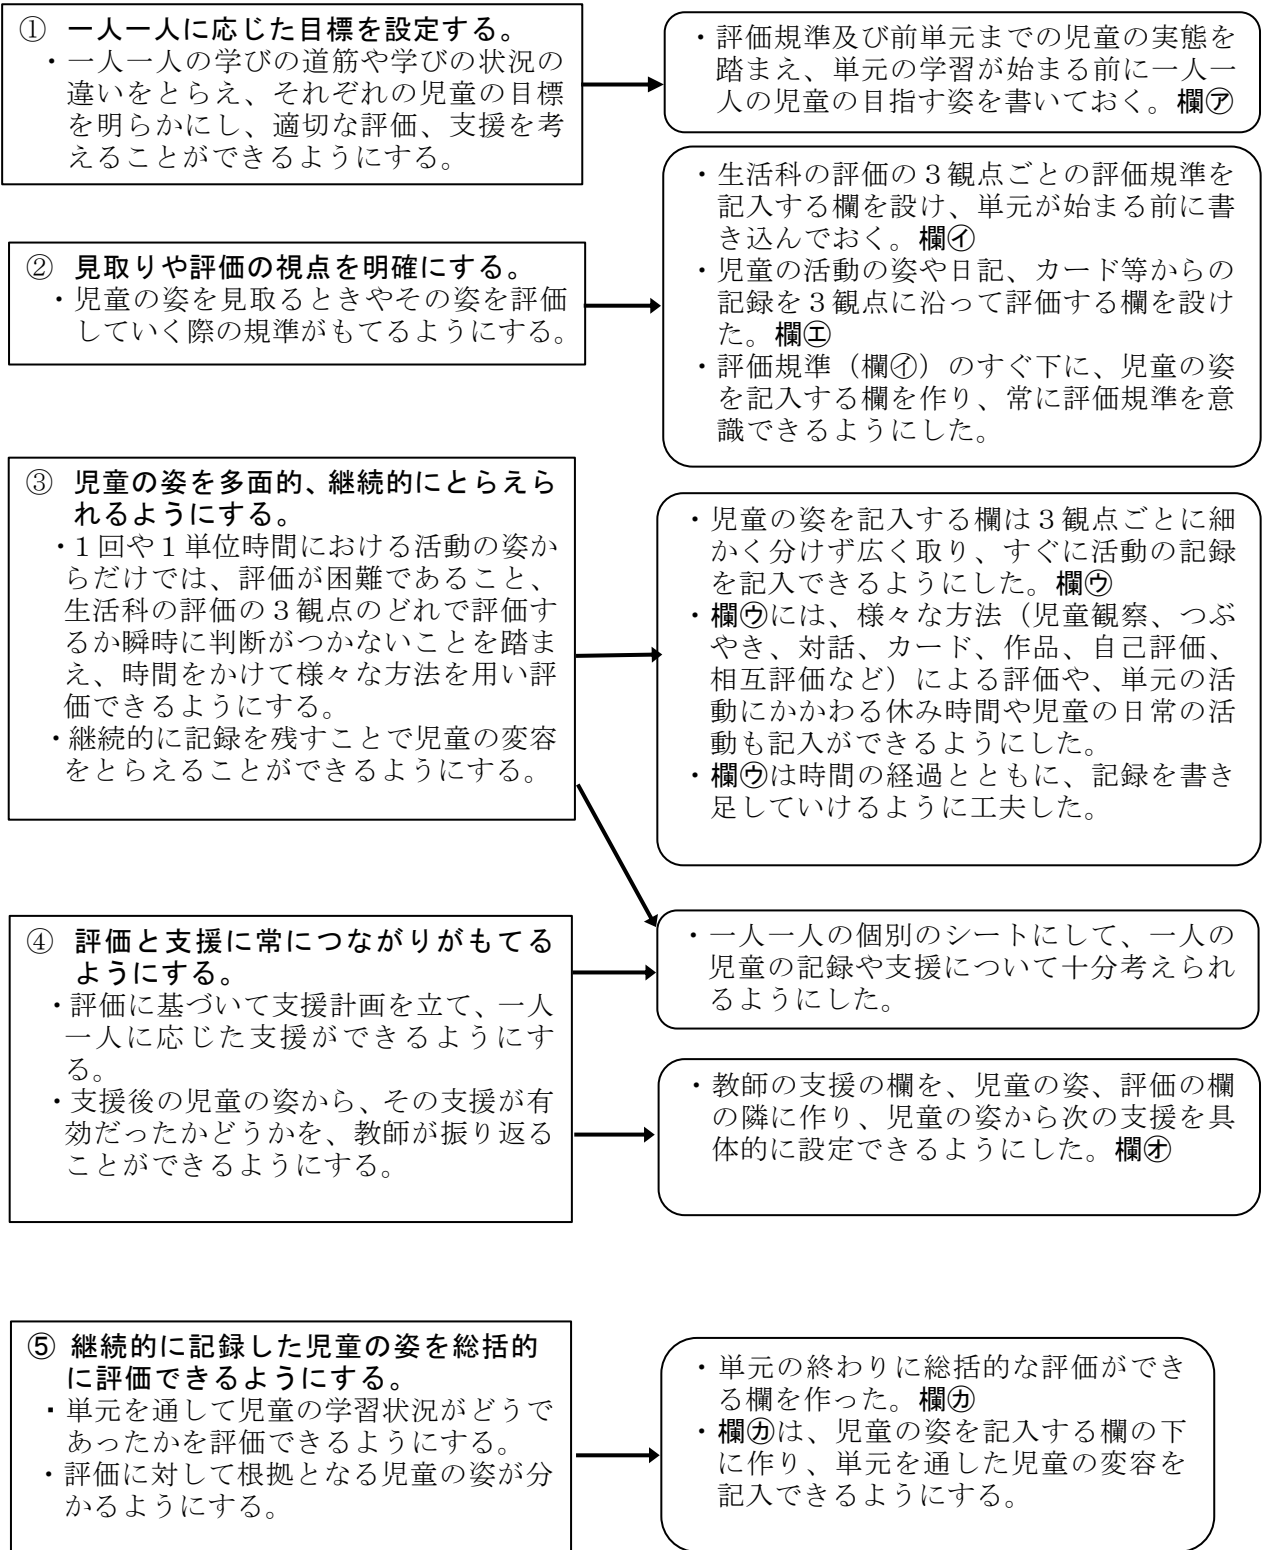 ① 一人一人に応じた目標を設定する。
・一人一人の学びの道筋や学びの状況の
違いをとらえ、それぞれの児童の目標
を明らかにし、適切な評価、支援を考
えることができるようにする。
・評価規準及び前単元までの児童の実態を
踏まえ、単元の学習が始まる前に一人一
人の児童の目指す姿を書いておく。欄㋐
② 見取りや評価の視点を明確にする。
・児童の姿を見取るときやその姿を評価
していく際の規準がもてるようにする。
・生活科の評価の3観点ごとの評価規準を
記入する欄を設け、単元が始まる前に書
き込んでおく。欄㋑
・児童の活動の姿や日記、カード等からの
記録を3観点に沿って評価する欄を設け
た。欄㋓
・評価規準（欄㋑）のすぐ下に、児童の姿
を記入する欄を作り、常に評価規準を意
識できるようにした。
③ 児童の姿を多面的、継続的にとらえら
れるようにする。
・1回や1単位時間における活動の姿か
らだけでは、評価が困難であること、
生活科の評価の3観点のどれで評価す
るか瞬時に判断がつかないことを踏ま
え、時間をかけて様々な方法を用い評
価できるようにする。
・継続的に記録を残すことで児童の変容
をとらえることができるようにする。
・児童の姿を記入する欄は3観点ごとに細
かく分けず広く取り、すぐに活動の記録
を記入できるようにした。欄㋒
・欄㋒には、様々な方法（児童観察、つぶ
やき、対話、カード、作品、自己評価、
相互評価など）による評価や、単元の活
動にかかわる休み時間や児童の日常の活
動も記入ができるようにした。
・欄㋒は時間の経過とともに、記録を書き
足していけるように工夫した。
④ 評価と支援に常につながりがもてる
ようにする。
・評価に基づいて支援計画を立て、一人
一人に応じた支援ができるようにす
る。
・支援後の児童の姿から、その支援が有
効だったかどうかを、教師が振り返る
ことができるようにする。
・一人一人の個別のシートにして、一人の
児童の記録や支援について十分考えられ
るようにした。
・教師の支援の欄を、児童の姿、評価の欄
の隣に作り、児童の姿から次の支援を具
体的に設定できるようにした。欄㋔
⑤ 継続的に記録した児童の姿を総括的
に評価できるようにする。
・単元を通して児童の学習状況がどうで
あったかを評価できるようにする。
・評価に対して根拠となる児童の姿が分
かるようにする。
・単元の終わりに総括的な評価ができ
る欄を作った。欄㋕
・欄㋕は、児童の姿を記入する欄の下
に作り、単元を通した児童の変容を
記入できるようにする。